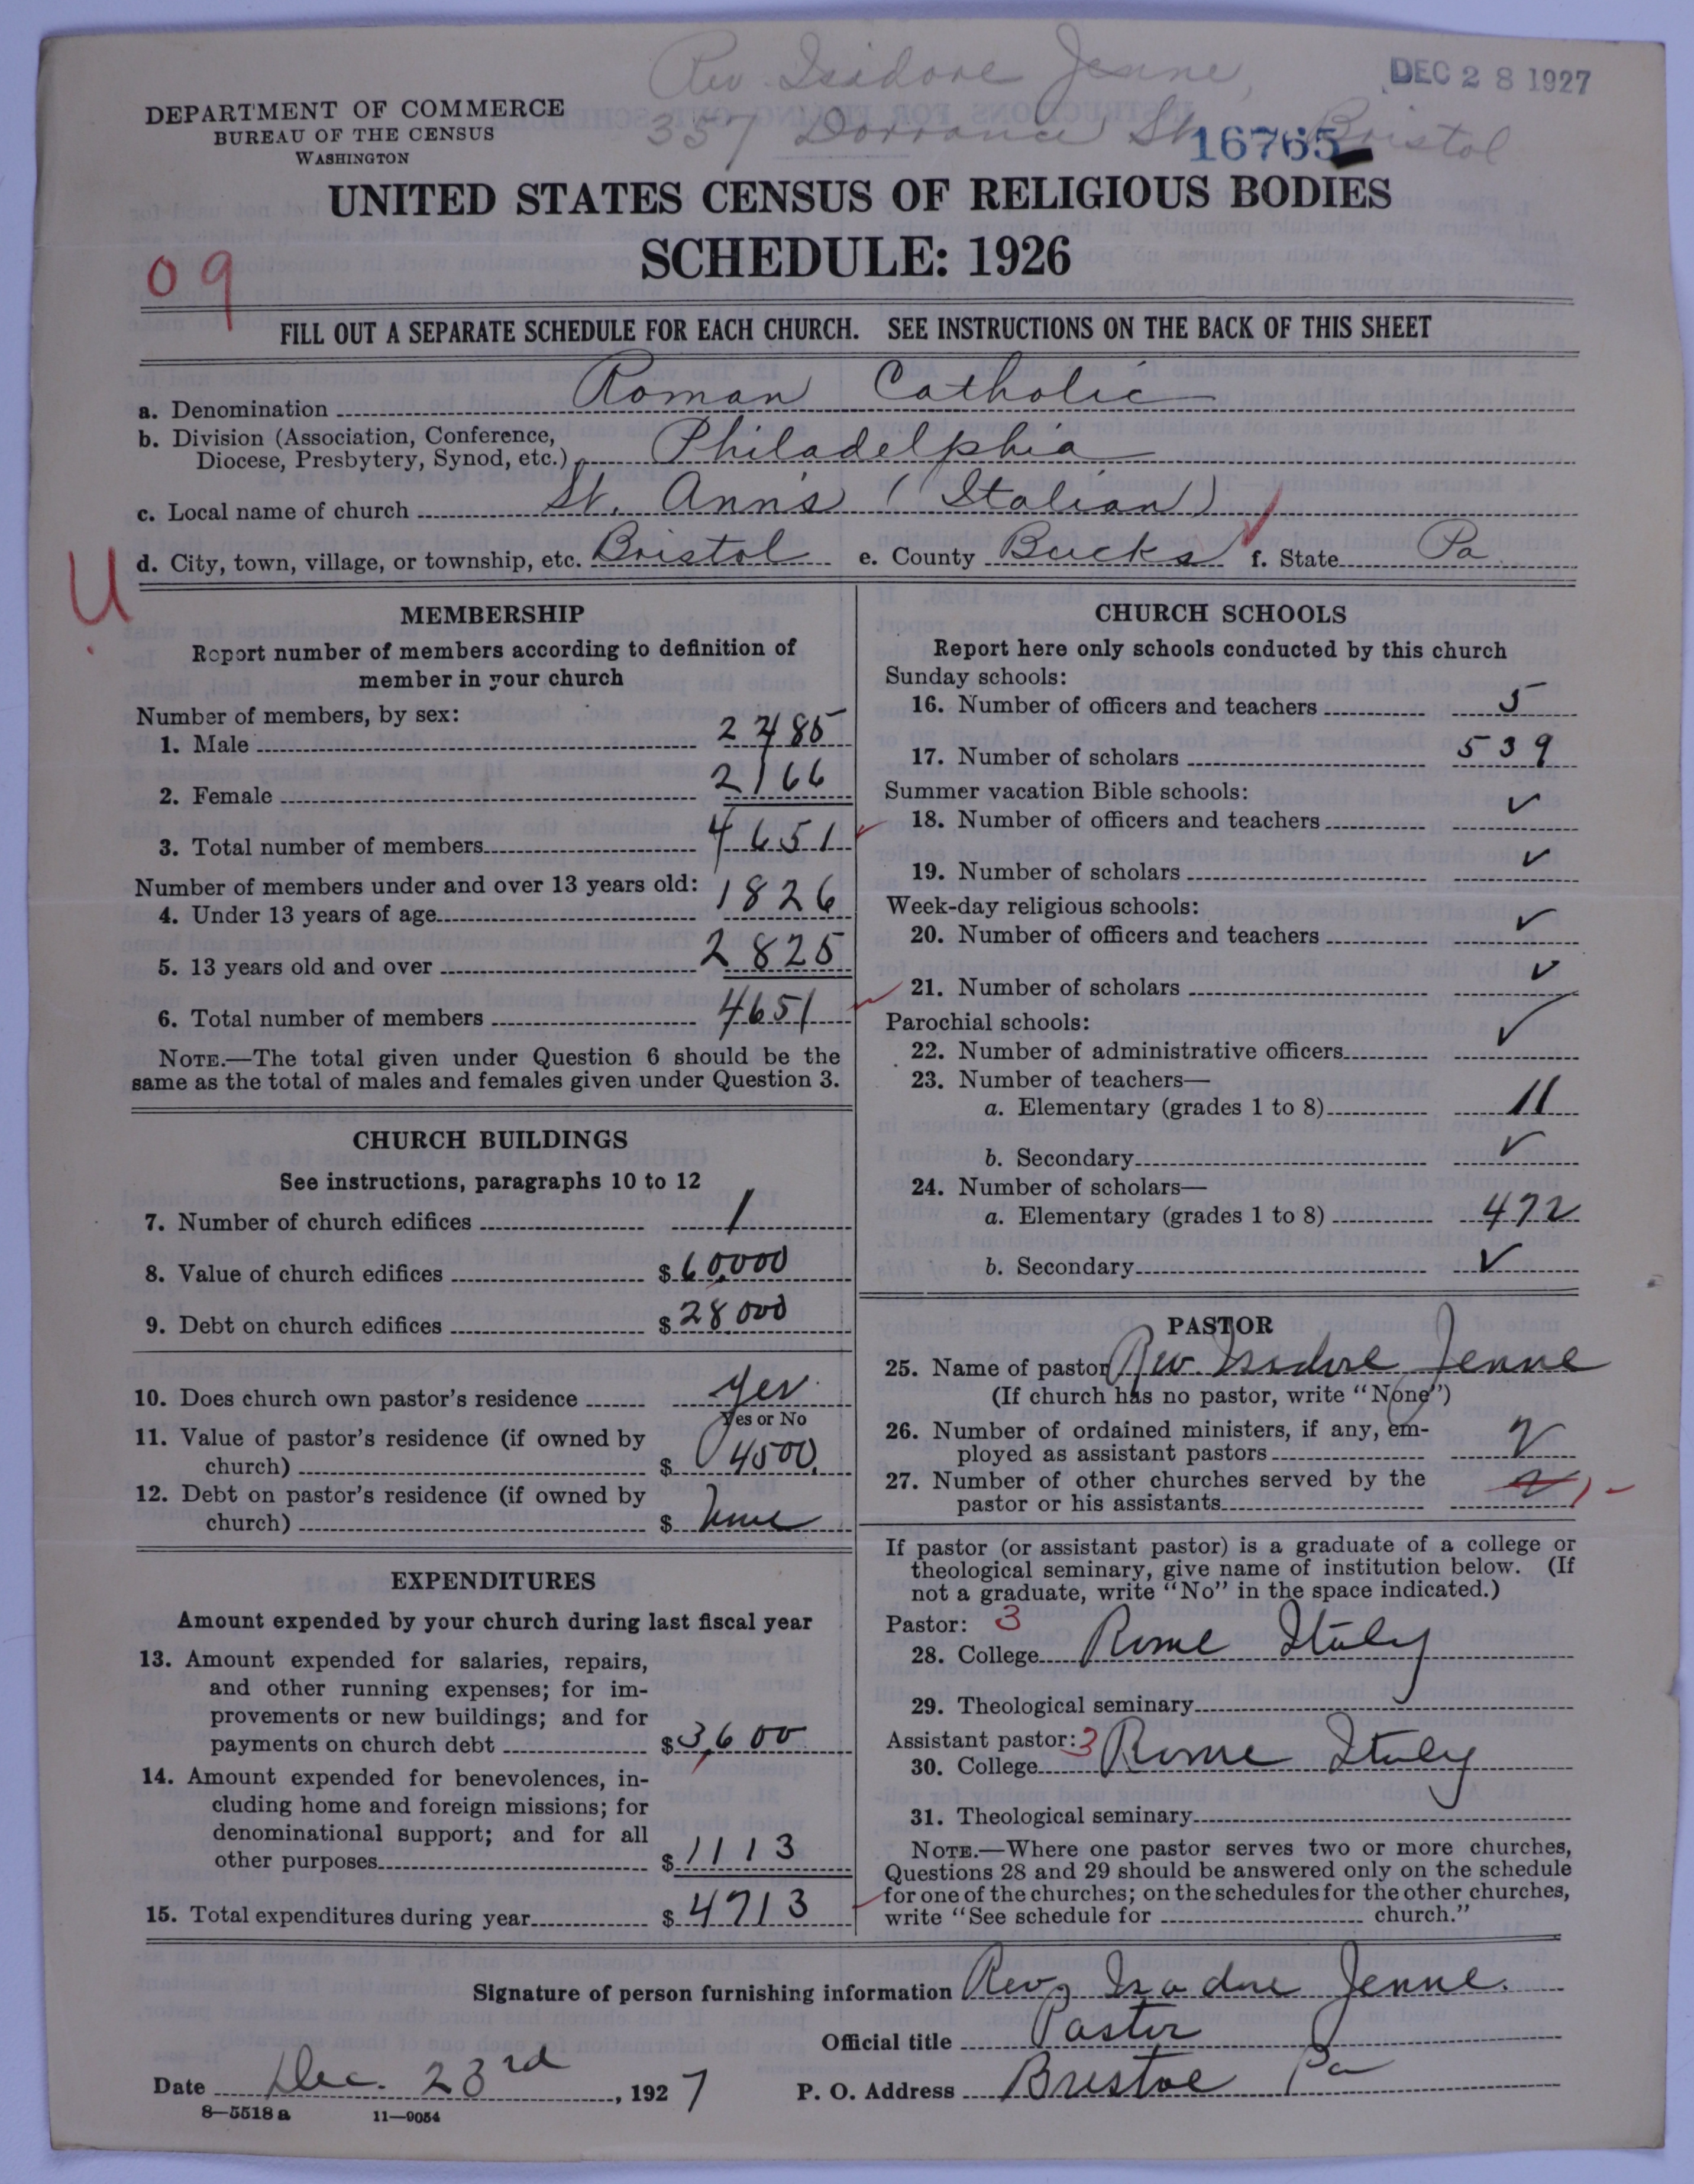 Rev. Isadore Jenne,
DEC 28 1927
357 Dorrance St. Bristol
16765
DEPARTMENT OF COMMERCE
BUREAU OF THE CENSUS
WASHINGTON
UNITED STATES CENSUS OF RELIGIOUS BODIES
SCHEDULE: 1926
09
FILL OUT A SEPARATE SCHEDULE FOR EACH CHURCH. SEE INSTRUCTIONS ON THE BACK OF THIS SHEET
a. Denomination Roman Catholic
b. Division (Association, Conference,
Diocese, Presbytery, Synod, etc.) Philadelphia
c. Local name of church St. Ann's (Italian)
d. City, town, village, or township, etc. Bristol e. County Bucks f. State Pa
U
MEMBERSHIP
Report number of members according to definition of
member in your church
Number of members, by sex:
1. Male 2485
2. Female 2166
3. Total number of members 4651
Number of members under and over 13 years old:
4. Under 13 years of age 1826
5. 13 years old and over 2825
6. Total number of members 4651
NOTE.—The total given under Question 6 should be the
same as the total of males and females given under Question 3.
CHURCH BUILDINGS
See instructions, paragraphs 10 to 12
7. Number of church edifices 1
8. Value of church edifices $ 60,000
9. Debt on church edifices $ 28000
10. Does church own pastor's residence yes
Yes or No
11. Value of pastor's residence (if owned by
church) $ 4500
12. Debt on pastor's residence (if owned by
church) $ None
EXPENDITURES
Amount expended by your church during last fiscal year
13. Amount expended for salaries, repairs,
and other running expenses; for im-
provements or new buildings; and for
payments on church debt $ 3,600
14. Amount expended for benevolences, in-
cluding home and foreign missions; for
denominational support; and for all
other purposes $ 1113
15. Total expenditures during year $ 4713
CHURCH SCHOOLS
Report here only schools conducted by this church
Sunday schools:
16. Number of officers and teachers 5
17. Number of scholars 539
Summer vacation Bible schools:
18. Number of officers and teachers ✓
19. Number of scholars ✓
Week-day religious schools:
20. Number of officers and teachers ✓
21. Number of scholars ✓
Parochial schools:
22. Number of administrative officers ✓
23. Number of teachers—
a. Elementary (grades 1 to 8) 11
b. Secondary ✓
24. Number of scholars—
a. Elementary (grades 1 to 8) 472
b. Secondary ✓
PASTOR
25. Name of pastor Rev. Isadore Jenne
(If church has no pastor, write "None")
26. Number of ordained ministers, if any, em-
ployed as assistant pastors 2
27. Number of other churches served by the
pastor or his assistants
If pastor (or assistant pastor) is a graduate of a college or
theological seminary, give name of institution below. (If
not a graduate, write "No" in the space indicated.)
Pastor: 3
28. College Rome Italy
29. Theological seminary
Assistant pastor: 3
30. College Rome Italy
31. Theological seminary
NOTE.—Where one pastor serves two or more churches,
Questions 28 and 29 should be answered only on the schedule
for one of the churches; on the schedules for the other churches,
write "See schedule for church."
Signature of person furnishing information Rev. Isadore Jenne.
Official title Pastor
Date Dec. 23rd, 1927 P. O. Address Bristol Pa
8—5518 a 11—9054